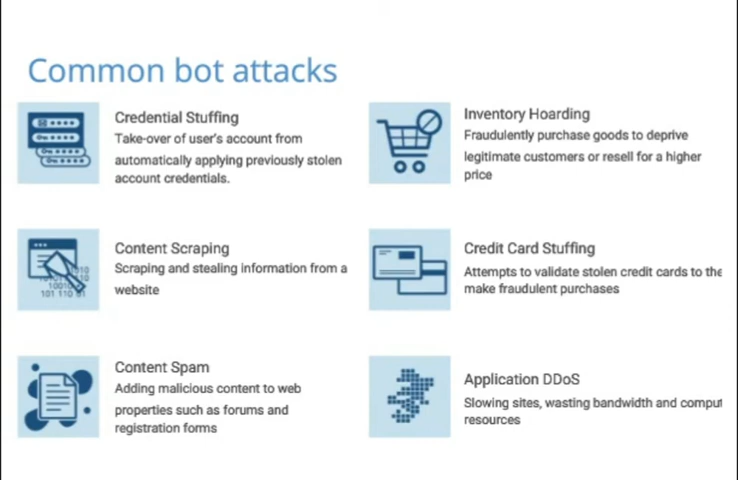 Common bot attacks
Credential Stuffing
Take-over of user's account from
automatically applying previously stolen
account credentials.
Inventory Hoarding
Fraudulently purchase goods to deprive
legitimate customers or resell for a higher
price
Content Scraping
Scraping and stealing information from a
website
Credit Card Stuffing
Attempts to validate stolen credit cards to the
make fraudulent purchases
Content Spam
Adding malicious content to web
properties such as forums and
registration forms
Application DDoS
Slowing sites, wasting bandwidth and comput
resources